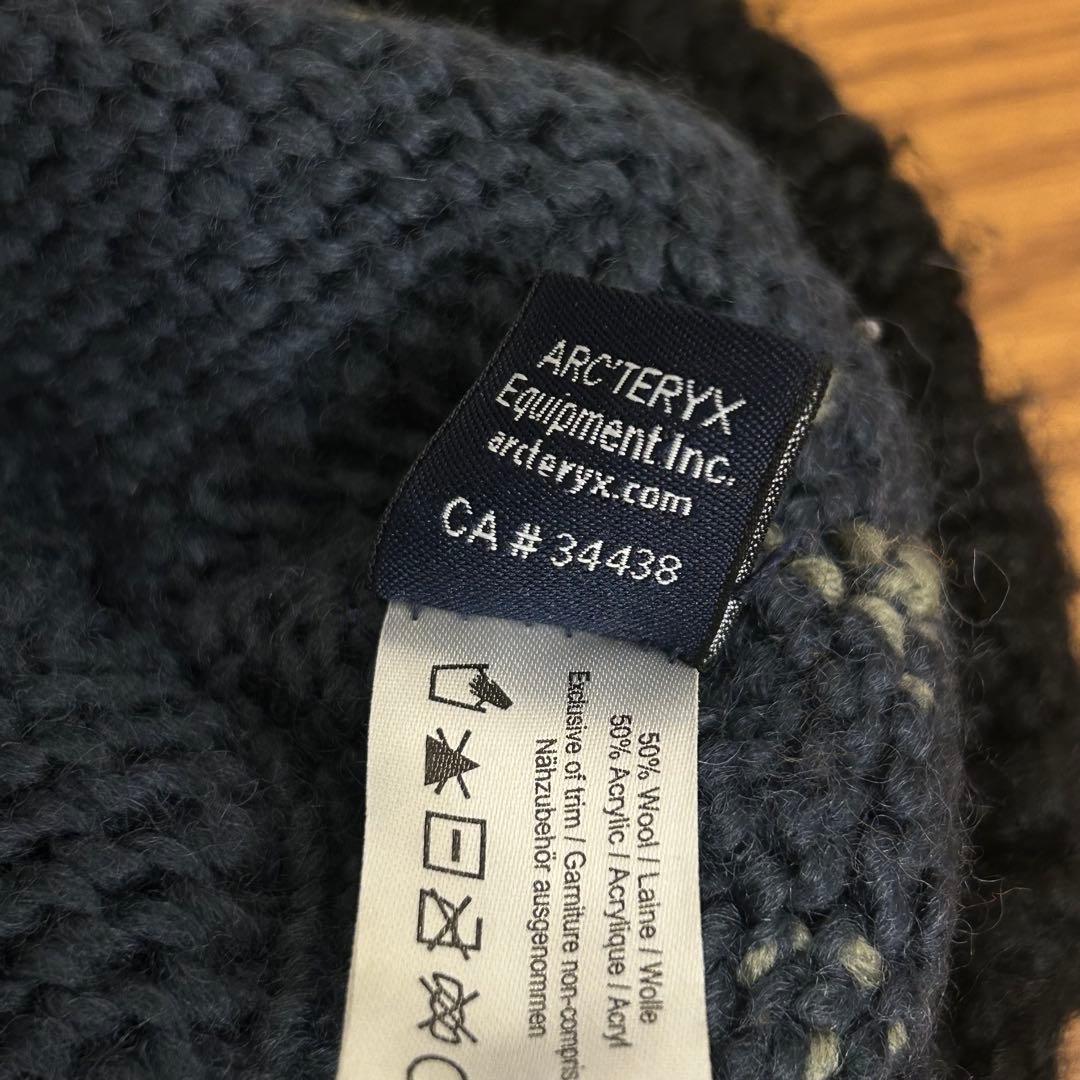 ARC'TERYX
Equipment Inc.
arcteryx.com
CA # 34438
50% Wool / Laine / Wolle
50% Acrylic / Acrylique / Acryl
Exclusive of trim / Garniture non-compris
Nähzubehör ausgenommen